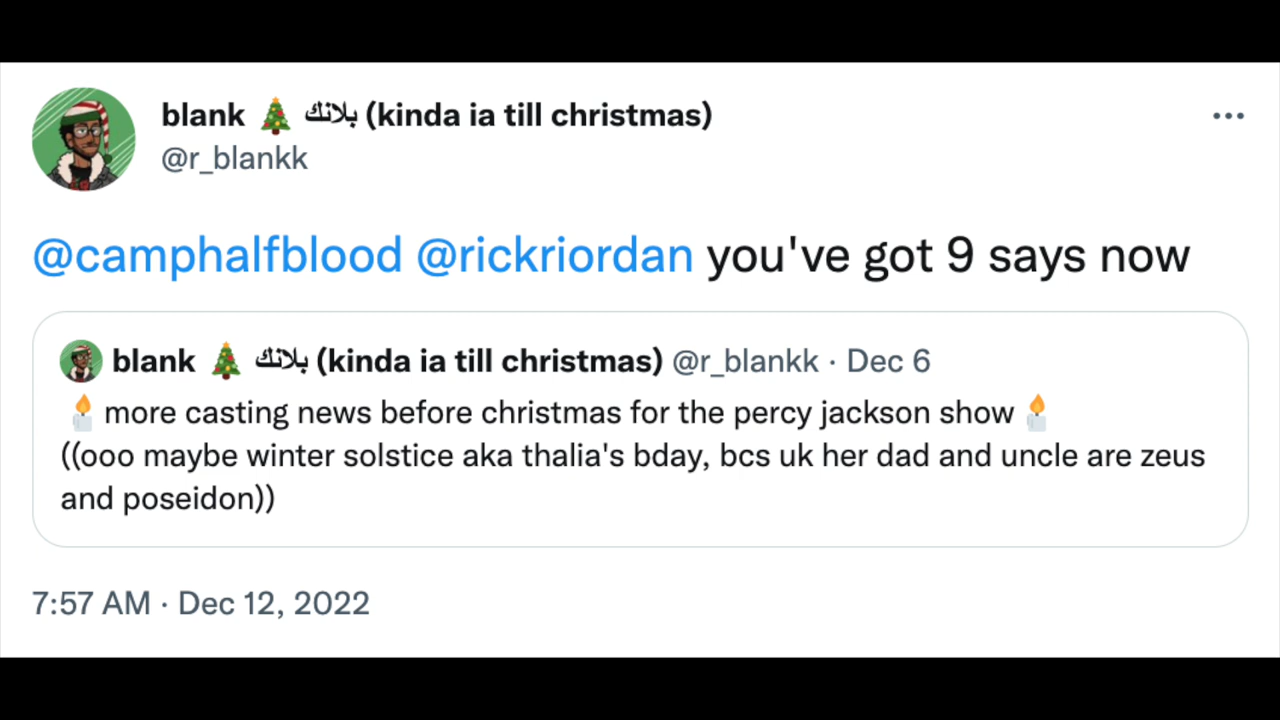 blank 🎄 بلانك (kinda ia till christmas)
@r_blankk
@camphalfblood @rickriordan you've got 9 says now
blank 🎄 بلانك (kinda ia till christmas) @r_blankk · Dec 6
🕯️ more casting news before christmas for the percy jackson show 🕯️
((ooo maybe winter solstice aka thalia's bday, bcs uk her dad and uncle are zeus
and poseidon))
7:57 AM · Dec 12, 2022